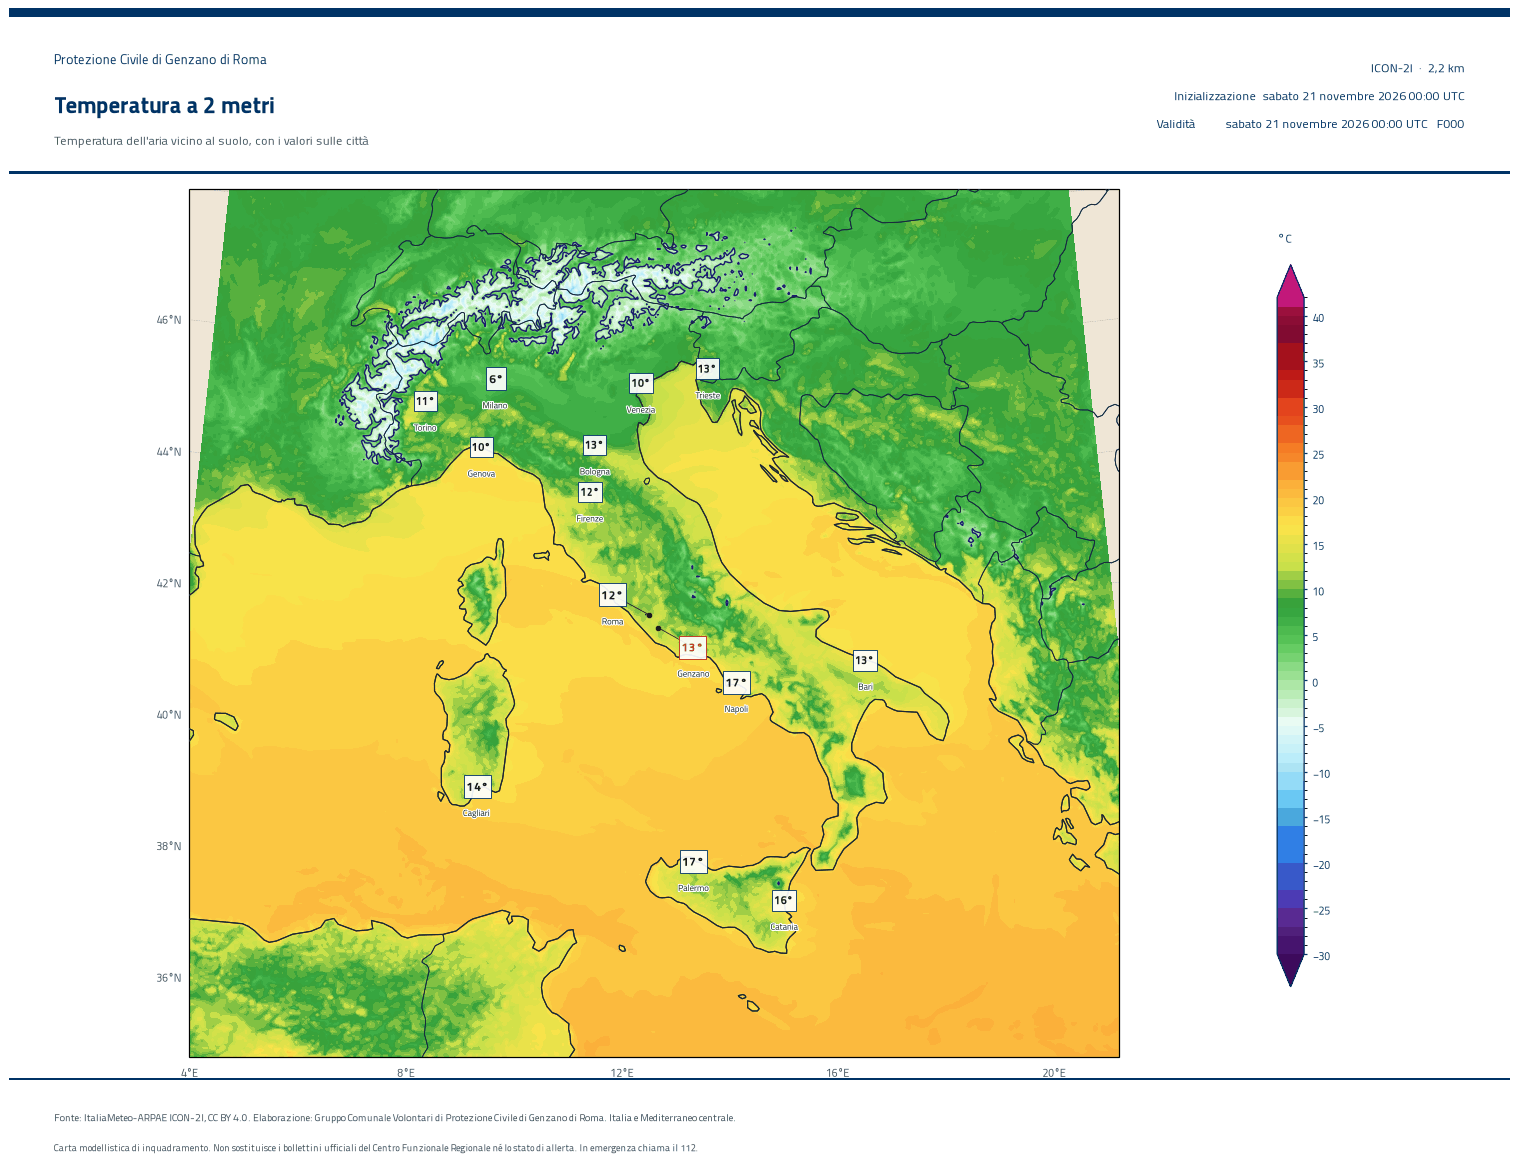 Protezione Civile di Genzano di Roma
Temperatura a 2 metri
Temperatura dell'aria vicino al suolo, con i valori sulle città
ICON-2I · 2,2 km
Inizializzazione sabato 21 novembre 2026 00:00 UTC
Validità sabato 21 novembre 2026 00:00 UTC F000
°C
46°N
44°N
42°N
40°N
38°N
36°N
4°E
8°E
12°E
16°E
20°E
13°
Trieste
6°
Milano
10°
Venezia
11°
Torino
10°
Genova
13°
Bologna
12°
Firenze
12°
Roma
13°
Genzano
13°
Bari
17°
Napoli
14°
Cagliari
17°
Palermo
16°
Catania
40
35
30
25
20
15
10
5
0
−5
−10
−15
−20
−25
−30
Fonte: ItaliaMeteo-ARPAE ICON-2I, CC BY 4.0. Elaborazione: Gruppo Comunale Volontari di Protezione Civile di Genzano di Roma. Italia e Mediterraneo centrale.
Carta modellistica di inquadramento. Non sostituisce i bollettini ufficiali del Centro Funzionale Regionale né lo stato di allerta. In emergenza chiama il 112.